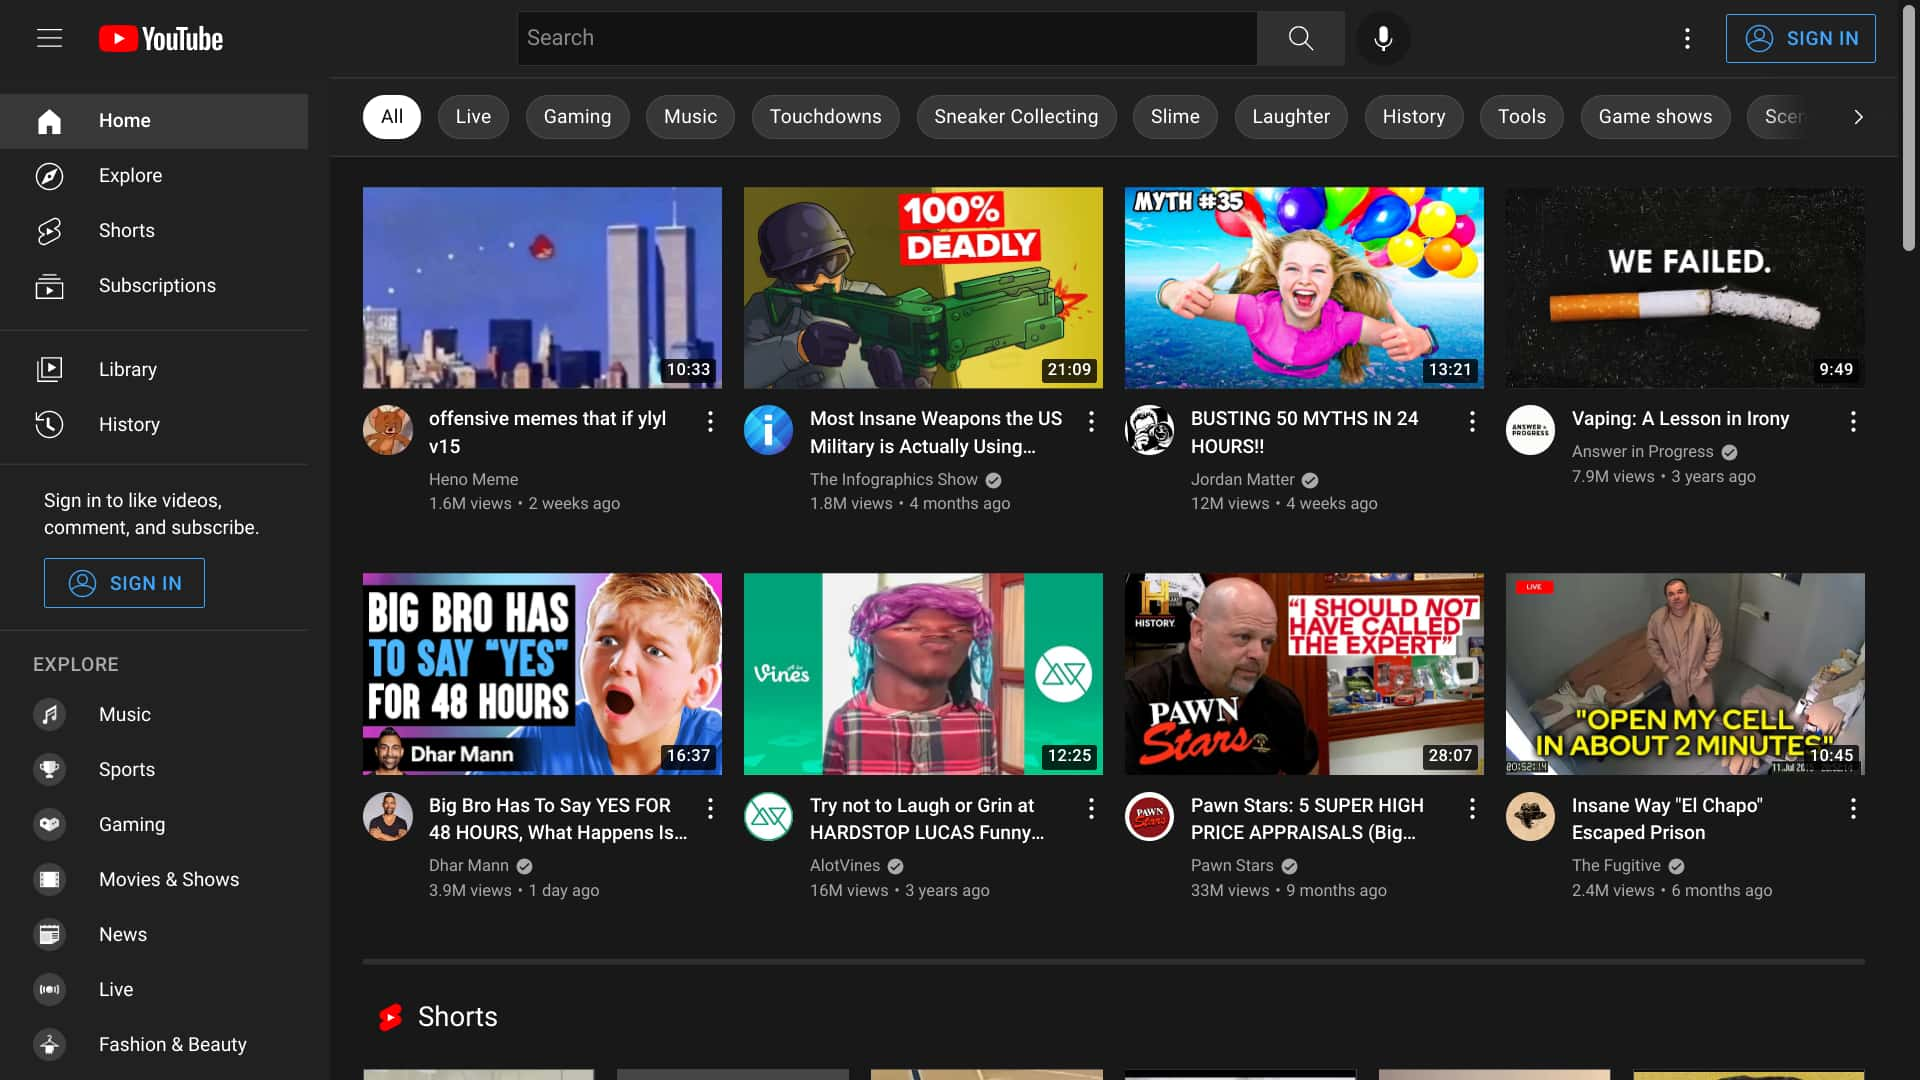 YouTube
Search
SIGN IN
Home
Explore
Shorts
Subscriptions
Library
History
Sign in to like videos,
comment, and subscribe.
SIGN IN
EXPLORE
Music
Sports
Gaming
Movies & Shows
News
Live
Fashion & Beauty
All
Live
Gaming
Music
Touchdowns
Sneaker Collecting
Slime
Laughter
History
Tools
Game shows
10:33
offensive memes that if ylyl
v15
Heno Meme
1.6M views • 2 weeks ago
100%
DEADLY
21:09
Most Insane Weapons the US
Military is Actually Using...
The Infographics Show
1.8M views • 4 months ago
MYTH #35
13:21
BUSTING 50 MYTHS IN 24
HOURS!!
Jordan Matter
12M views • 4 weeks ago
WE FAILED.
9:49
ANSWER in
PROGRESS
Vaping: A Lesson in Irony
Answer in Progress
7.9M views • 3 years ago
BIG BRO HAS
TO SAY “YES”
FOR 48 HOURS
Dhar Mann
16:37
Big Bro Has To Say YES FOR
48 HOURS, What Happens Is...
Dhar Mann
3.9M views • 1 day ago
Vines
12:25
Try not to Laugh or Grin at
HARDSTOP LUCAS Funny...
AlotVines
16M views • 3 years ago
H
HISTORY
“I SHOULD NOT
HAVE CALLED
THE EXPERT”
PAWN
Stars
28:07
PAWN
Stars
Pawn Stars: 5 SUPER HIGH
PRICE APPRAISALS (Big...
Pawn Stars
33M views • 9 months ago
LIVE
"OPEN MY CELL
IN ABOUT 2 MINUTES"
20:52:14
10:45
Insane Way "El Chapo"
Escaped Prison
The Fugitive
2.4M views • 6 months ago
Shorts